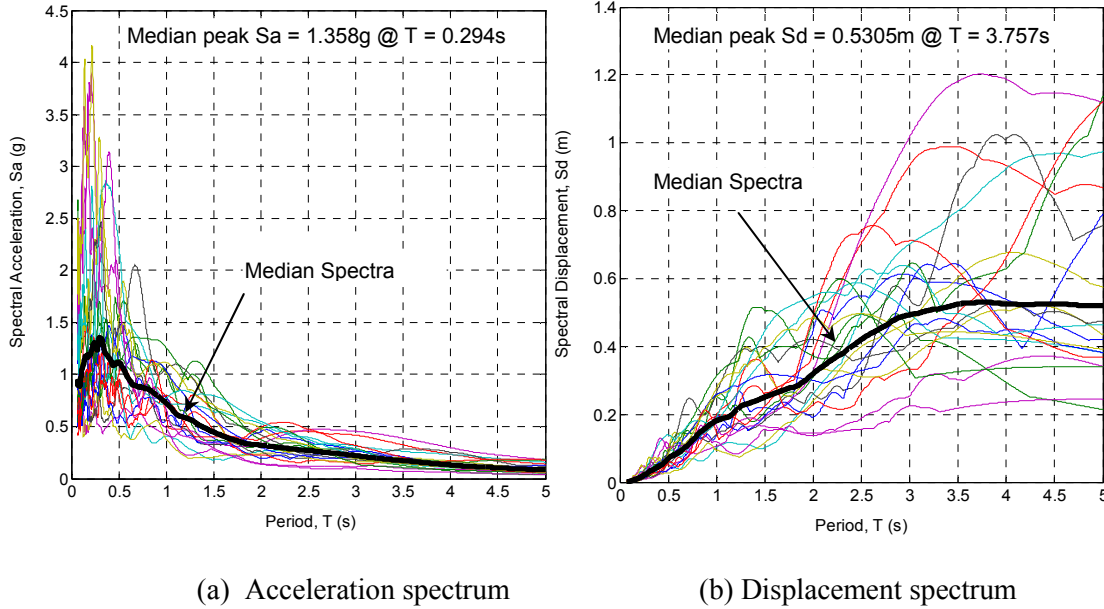 Median peak Sa = 1.358g @ T = 0.294s
Median Spectra
Spectral Acceleration, Sa (g)
4.5
4
3.5
3
2.5
2
1.5
1
0.5
0
0 0.5 1 1.5 2 2.5 3 3.5 4 4.5 5
Period, T (s)
(a) Acceleration spectrum
Median peak Sd = 0.5305m @ T = 3.757s
Median Spectra
Spectral Displacement, Sd (m)
1.4
1.2
1
0.8
0.6
0.4
0.2
0
0 0.5 1 1.5 2 2.5 3 3.5 4 4.5 5
Period, T (s)
(b) Displacement spectrum